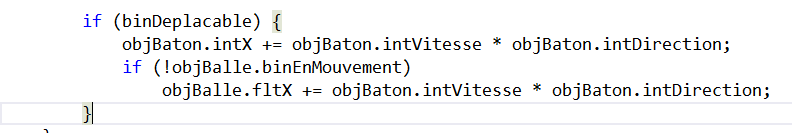 if (binDeplacable) {
objBaton.intX += objBaton.intVitesse * objBaton.intDirection;
if (!objBalle.binEnMouvement)
objBalle.fltX += objBaton.intVitesse * objBaton.intDirection;
}